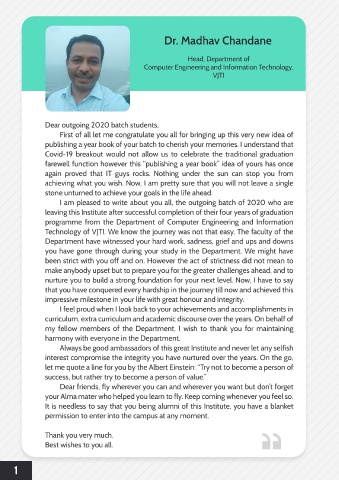 Dr. Madhav Chandane
Head, Department of
Computer Engineering and Information Technology,
VJTI
Dear outgoing 2020 batch students,
First of all let me congratulate you all for bringing up this very new idea of
publishing a year book of your batch to cherish your memories. I understand that
Covid-19 breakout would not allow us to celebrate the traditional graduation
farewell function however this "publishing a year book" idea of yours has once
again proved that IT guys rocks. Nothing under the sun can stop you from
achieving what you wish. Now, I am pretty sure that you will not leave a single
stone unturned to achieve your goals in the life ahead.
I am pleased to write about you all, the outgoing batch of 2020 who are
leaving this Institute after successful completion of their four years of graduation
programme from the Department of Computer Engineering and Information
Technology of VJTI. We know the journey was not that easy. The faculty of the
Department have witnessed your hard work, sadness, grief and ups and downs
you have gone through during your study in the Department. We might have
been strict with you off and on. However the act of strictness did not mean to
make anybody upset but to prepare you for the greater challenges ahead, and to
nurture you to build a strong foundation for your next level. Now, I have to say
that you have conquered every hardship in the journey till now and achieved this
impressive milestone in your life with great honour and integrity.
I feel proud when I look back to your achievements and accomplishments in
curriculum, extra curriculum and academic discourse over the years. On behalf of
my fellow members of the Department, I wish to thank you for maintaining
harmony with everyone in the Department.
Always be good ambassadors of this great Institute and never let any selfish
interest compromise the integrity you have nurtured over the years. On the go,
let me quote a line for you by the Albert Einstein: "Try not to become a person of
success, but rather try to become a person of value."
Dear friends, fly wherever you can and wherever you want but don't forget
your Alma mater who helped you learn to fly. Keep coming whenever you feel so.
It is needless to say that you being alumni of this Institute, you have a blanket
permission to enter into the campus at any moment.
Thank you very much.
Best wishes to you all.
1